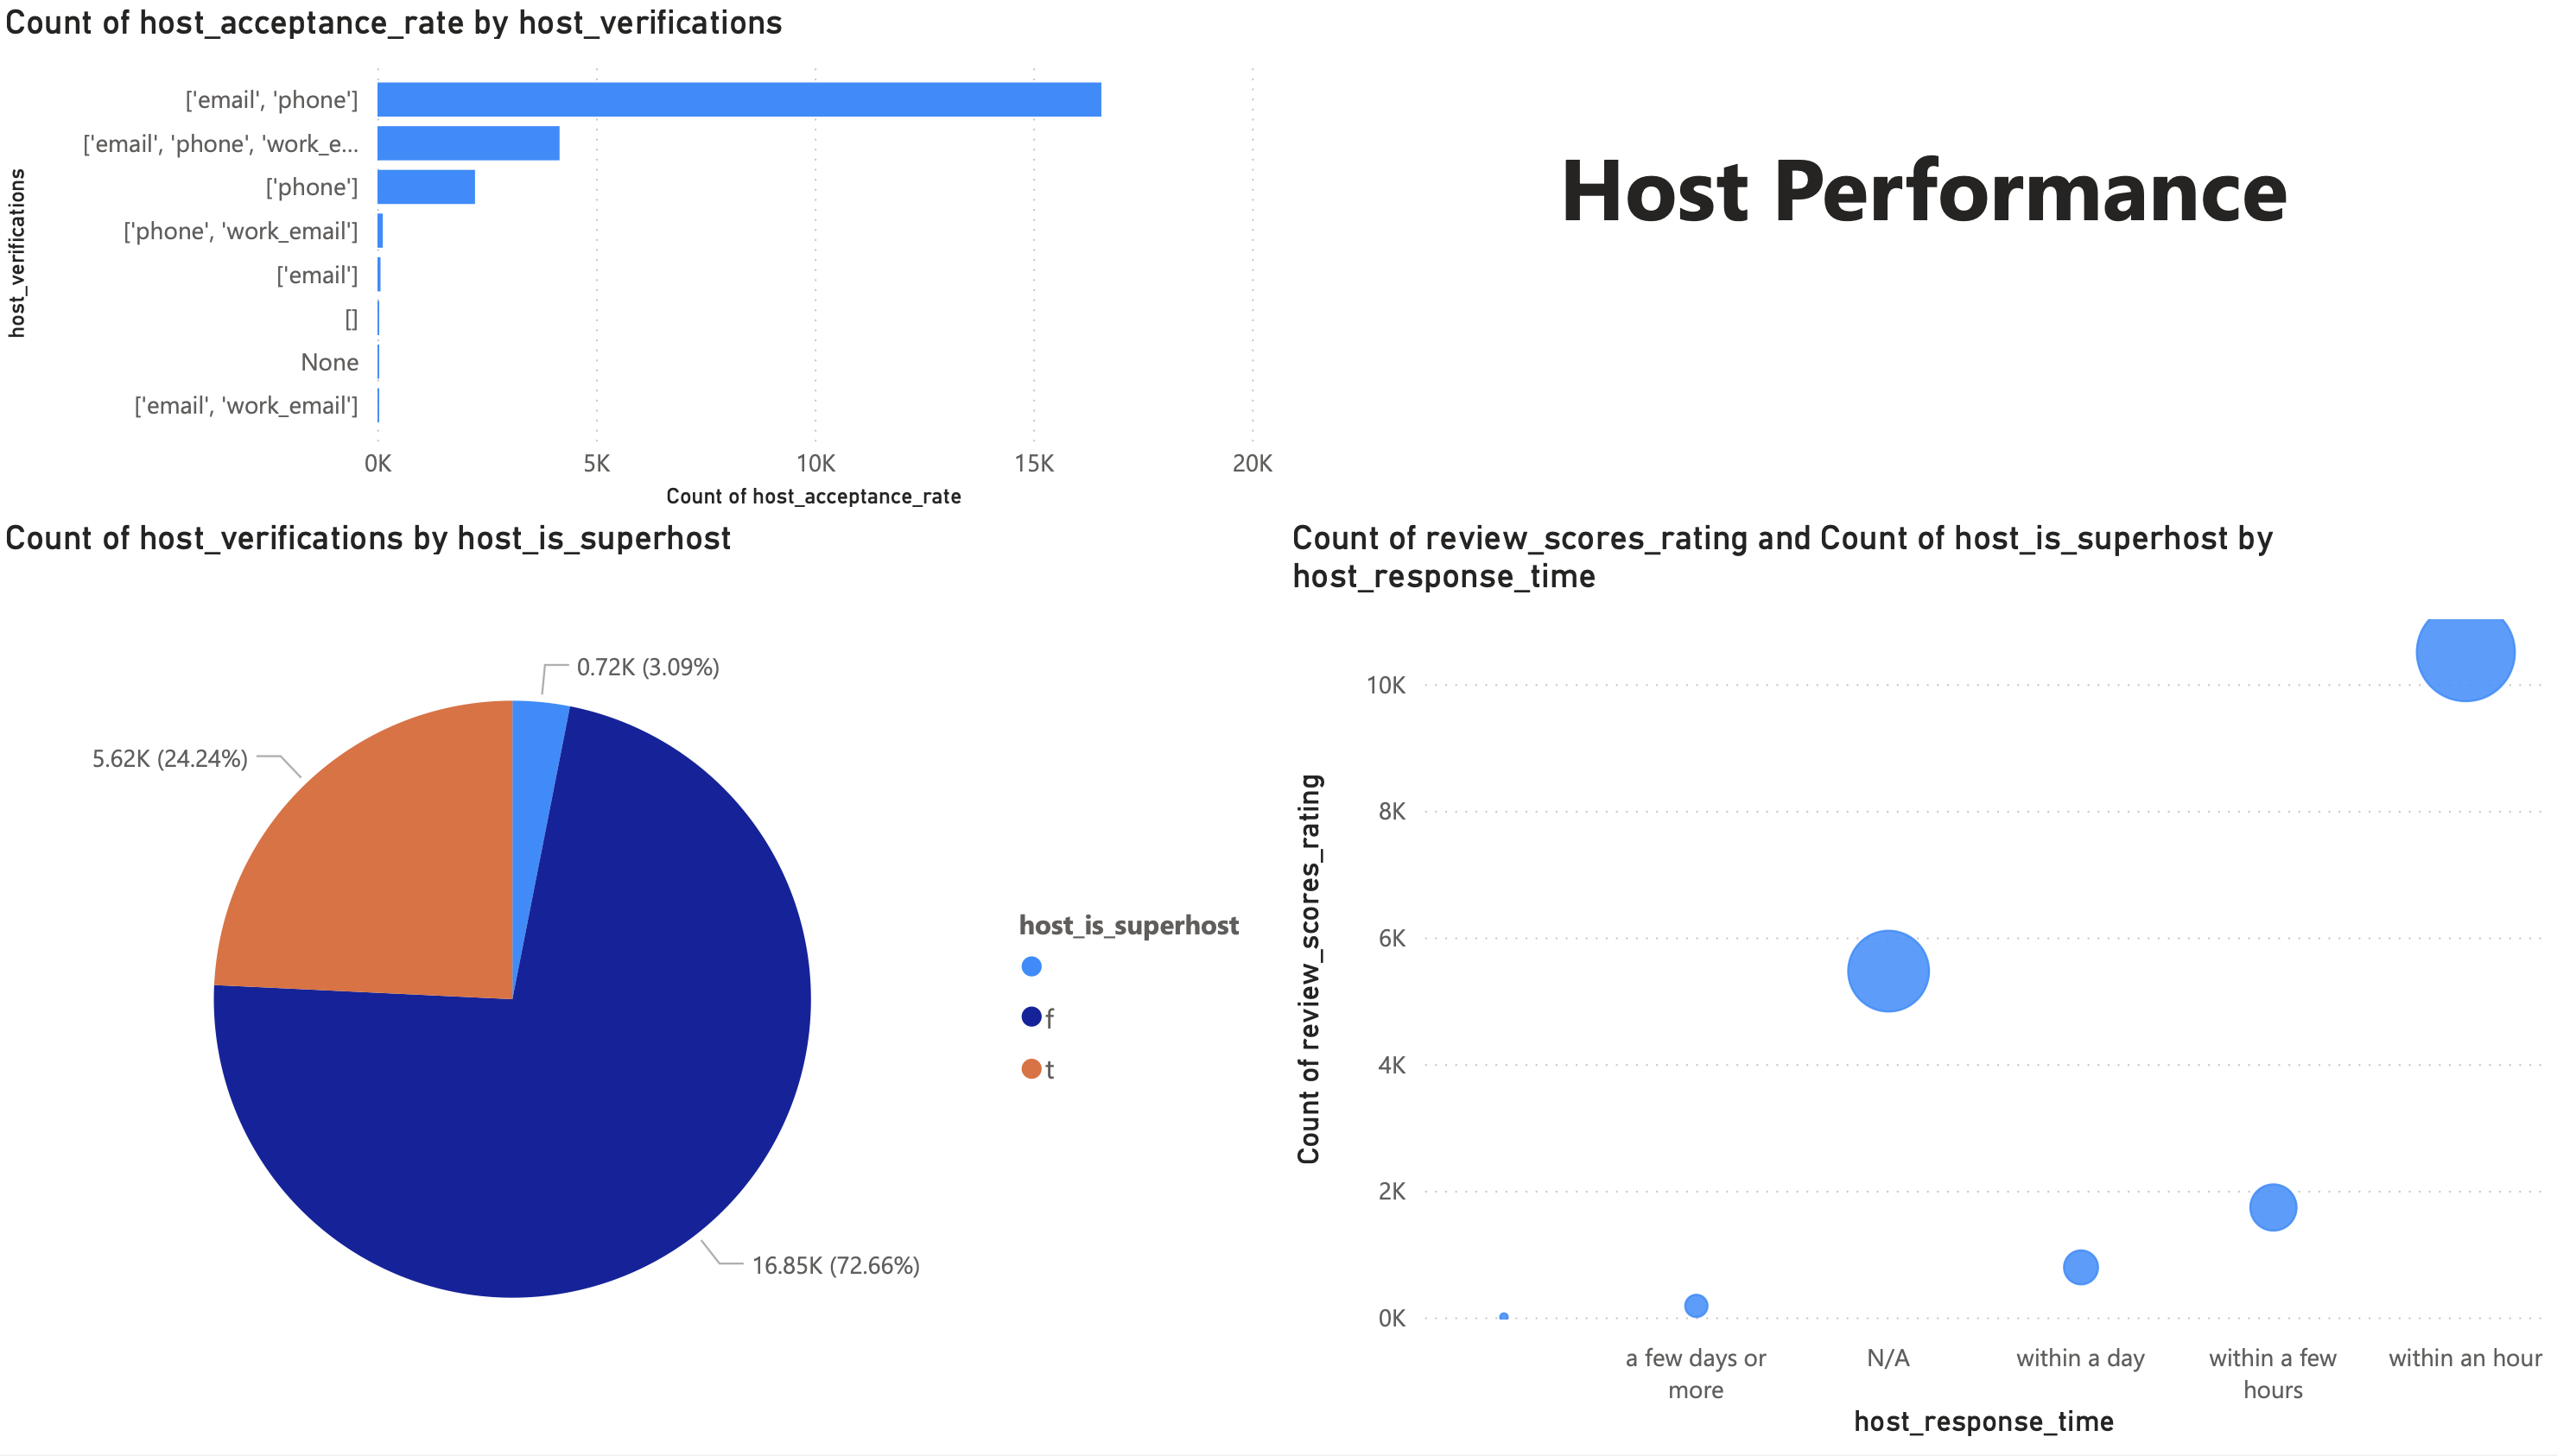 Count of host_acceptance_rate by host_verifications
host_verifications
['email', 'phone']
['email', 'phone', 'work_e...
['phone']
['phone', 'work_email']
['email']
[]
None
['email', 'work_email']
0K 5K 10K 15K 20K
Count of host_acceptance_rate
Host Performance
Count of host_verifications by host_is_superhost
0.72K (3.09%)
5.62K (24.24%)
16.85K (72.66%)
host_is_superhost
f
t
Count of review_scores_rating and Count of host_is_superhost by
host_response_time
Count of review_scores_rating
10K
8K
6K
4K
2K
0K
a few days or
more
N/A
within a day
within a few
hours
within an hour
host_response_time